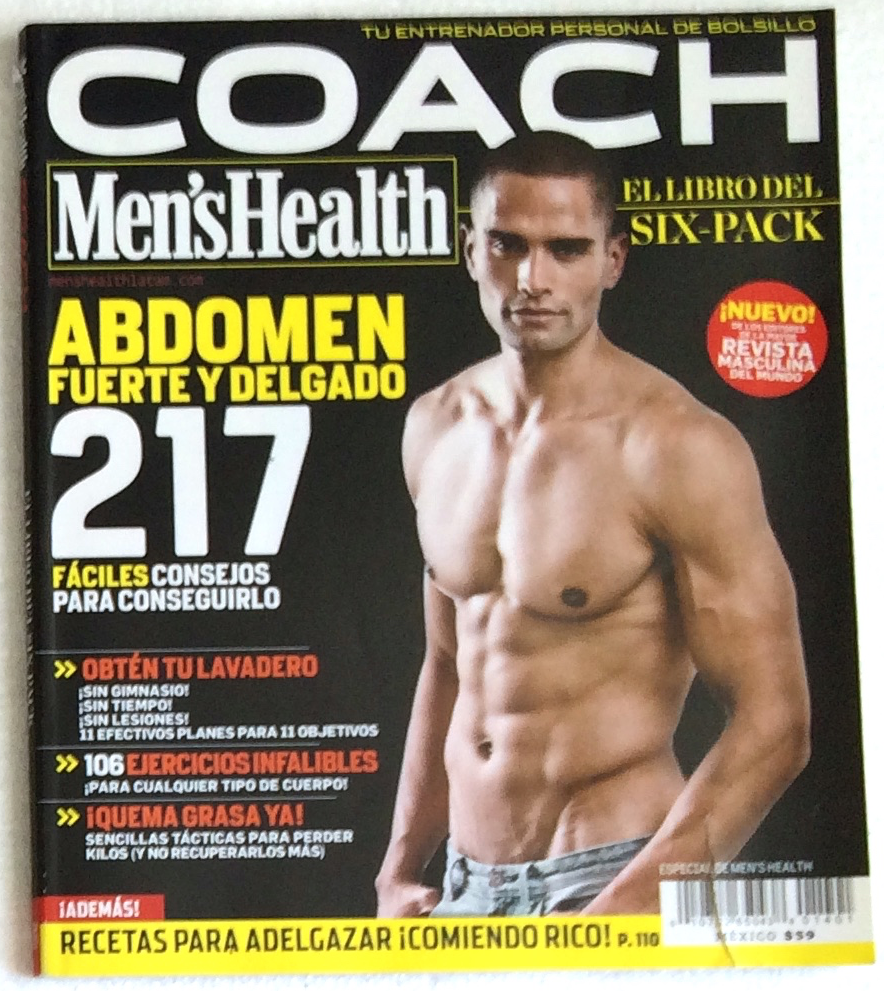 TU ENTRENADOR PERSONAL DE BOLSILLO
COACH
Men'sHealth
EL LIBRO DEL
SIX-PACK
menshealthlatam.com
ABDOMEN
FUERTE Y DELGADO
217
FÁCILES CONSEJOS
PARA CONSEGUIRLO
¡NUEVO!
DE LOS EDITORES
DE LA MAYOR
REVISTA
MASCULINA
DEL MUNDO
>> OBTÉN TU LAVADERO
¡SIN GIMNASIO!
¡SIN TIEMPO!
¡SIN LESIONES!
11 EFECTIVOS PLANES PARA 11 OBJETIVOS
>> 106 EJERCICIOS INFALIBLES
¡PARA CUALQUIER TIPO DE CUERPO!
>> ¡QUEMA GRASA YA!
SENCILLAS TÁCTICAS PARA PERDER
KILOS (Y NO RECUPERARLOS MÁS)
ESPECIAL DE MEN'S HEALTH
MÉXICO $59
¡ADEMÁS!
RECETAS PARA ADELGAZAR ¡COMIENDO RICO! P. 110